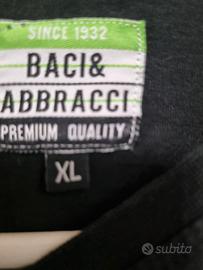 SINCE 1932
BACI&
ABBRACCI
PREMIUM QUALITY
XL
subito